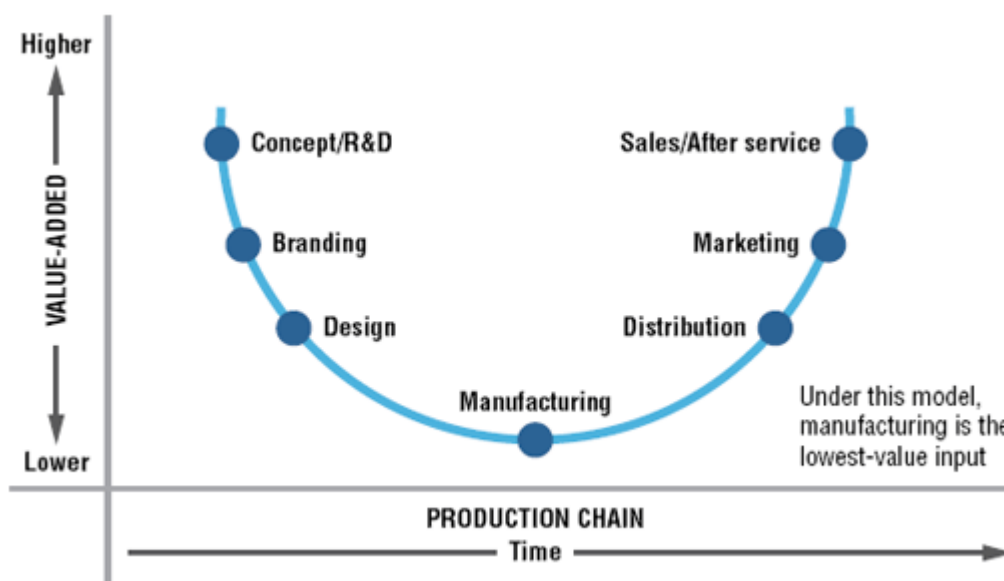 Higher
VALUE-ADDED
Lower
Concept/R&D
Branding
Design
Manufacturing
Sales/After service
Marketing
Distribution
Under this model,
manufacturing is the
lowest-value input
PRODUCTION CHAIN
Time